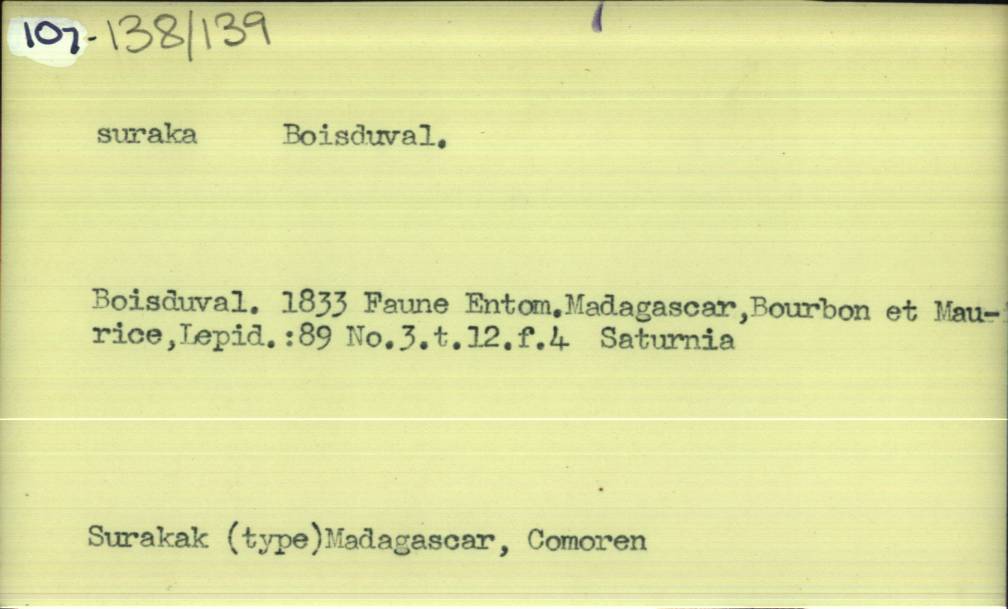 107-138/139
suraka Boisduval.
Boisduval. 1833 Faune Entom.Madagascar,Bourbon et Mau-
rice,Lepid.:89 No.3.t.12.f.4 Saturnia
Surakak (type)Madagascar, Comoren